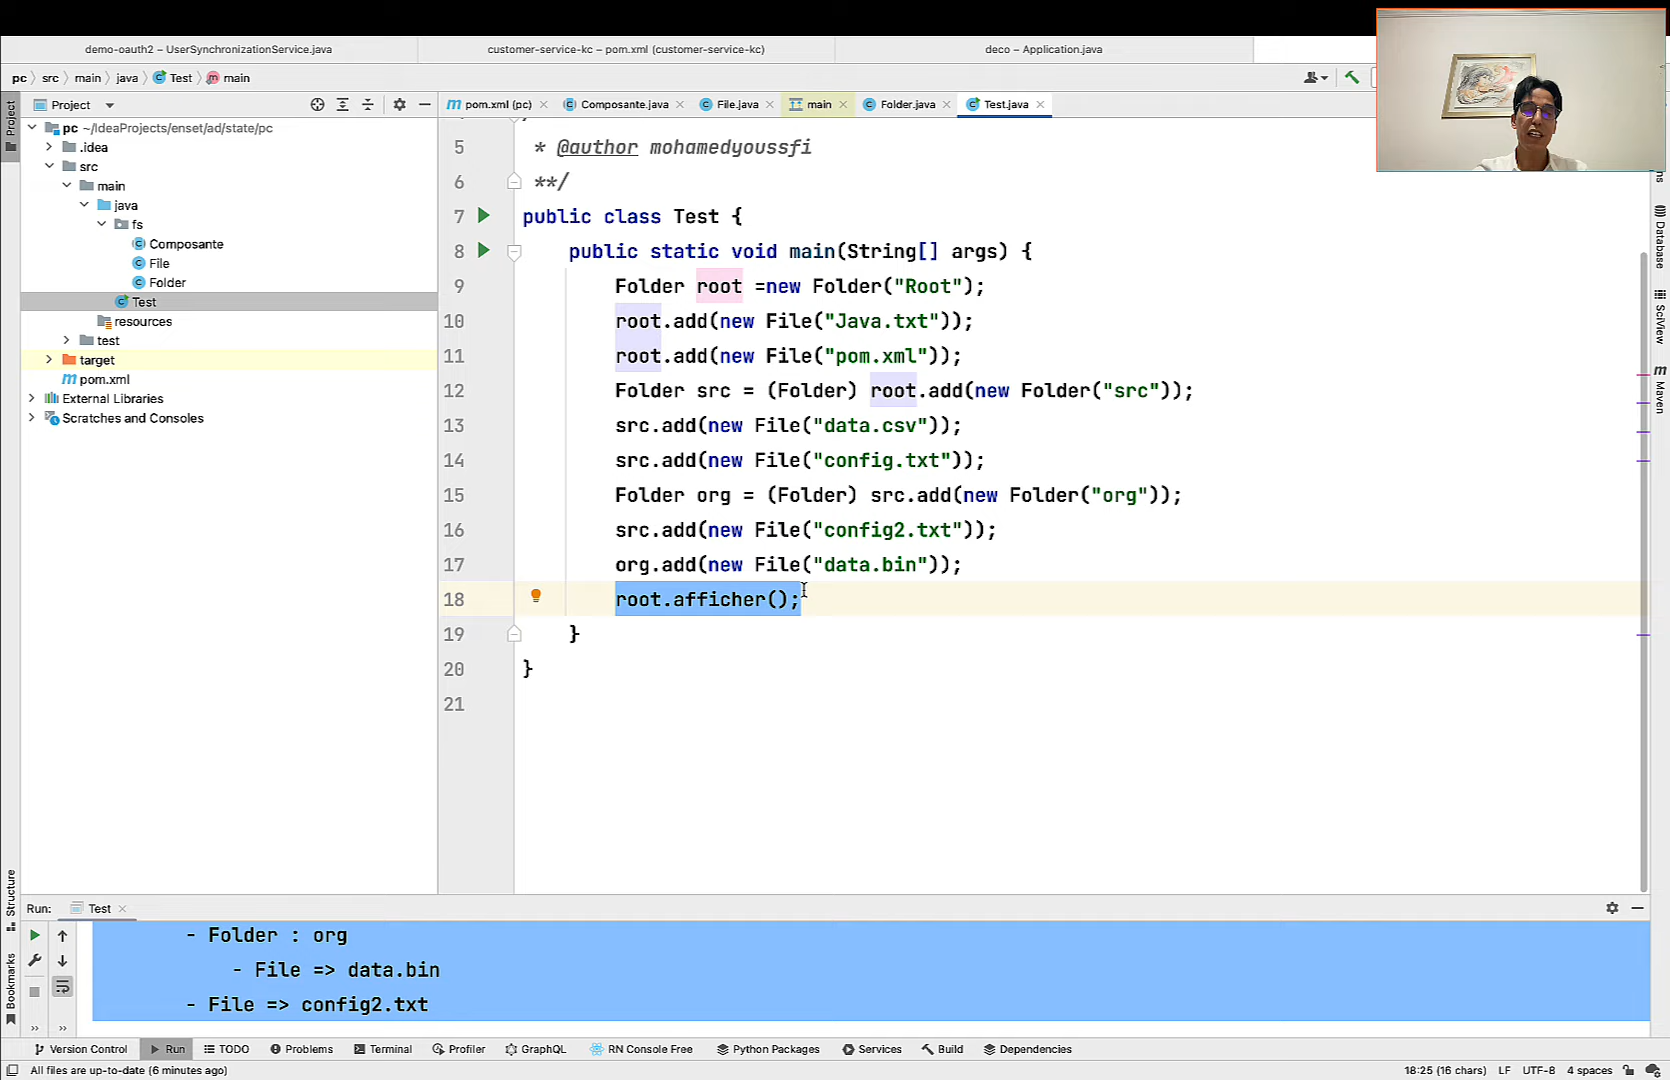 demo-oauth2 – UserSynchronizationService.java
customer-service-kc – pom.xml (customer-service-kc)
deco – Application.java
pc src main java Test main
Project
pom.xml (pc)
Composante.java
File.java
main
Folder.java
Test.java
pc ~/IdeaProjects/enset/ad/state/pc
.idea
src
main
java
fs
Composante
File
Folder
Test
resources
test
target
pom.xml
External Libraries
Scratches and Consoles
5 * @author mohamedyoussfi
6 **/
7 public class Test {
8 public static void main(String[] args) {
9 Folder root =new Folder("Root");
10 root.add(new File("Java.txt"));
11 root.add(new File("pom.xml"));
12 Folder src = (Folder) root.add(new Folder("src"));
13 src.add(new File("data.csv"));
14 src.add(new File("config.txt"));
15 Folder org = (Folder) src.add(new Folder("org"));
16 src.add(new File("config2.txt"));
17 org.add(new File("data.bin"));
18 root.afficher();
19 }
20 }
21
Project
Structure
Bookmarks
Database
SciView
Maven
Run: Test
- Folder : org
- File => data.bin
- File => config2.txt
Version Control Run TODO Problems Terminal Profiler GraphQL RN Console Free Python Packages Services Build Dependencies
All files are up-to-date (6 minutes ago)
18:25 (16 chars) LF UTF-8 4 spaces